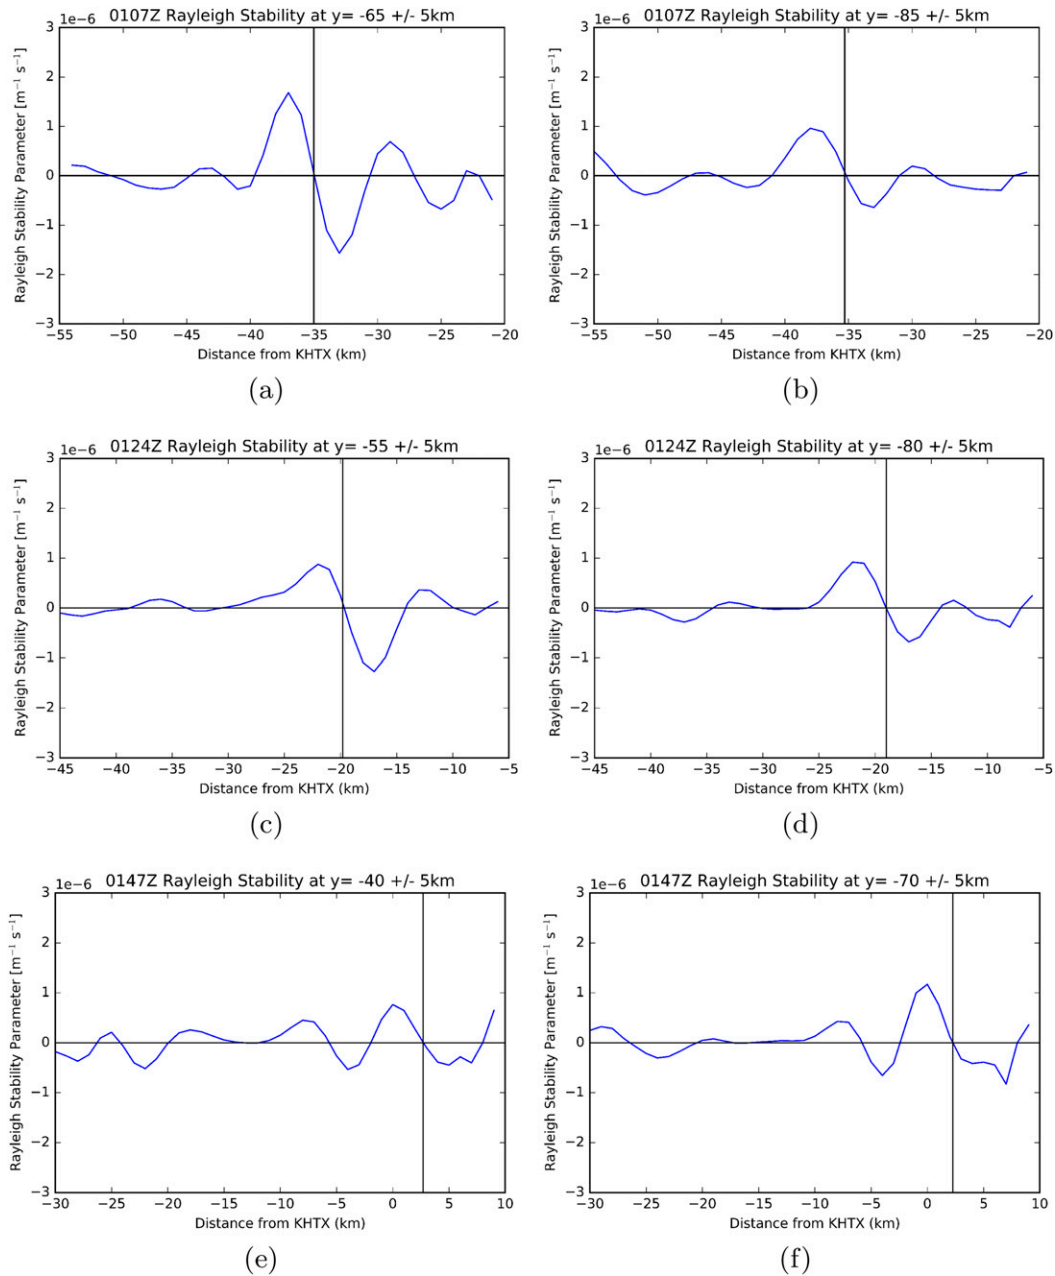 0107Z Rayleigh Stability at y= -65 +/- 5km
1e−6
3
2
1
0
−1
−2
−3
Rayleigh Stability Parameter [m⁻¹ s⁻¹]
−55 −50 −45 −40 −35 −30 −25 −20
Distance from KHTX (km)
(a)
0107Z Rayleigh Stability at y= -85 +/- 5km
1e−6
3
2
1
0
−1
−2
−3
Rayleigh Stability Parameter [m⁻¹ s⁻¹]
−55 −50 −45 −40 −35 −30 −25 −20
Distance from KHTX (km)
(b)
0124Z Rayleigh Stability at y= -55 +/- 5km
1e−6
3
2
1
0
−1
−2
−3
Rayleigh Stability Parameter [m⁻¹ s⁻¹]
−45 −40 −35 −30 −25 −20 −15 −10 −5
Distance from KHTX (km)
(c)
0124Z Rayleigh Stability at y= -80 +/- 5km
1e−6
3
2
1
0
−1
−2
−3
Rayleigh Stability Parameter [m⁻¹ s⁻¹]
−45 −40 −35 −30 −25 −20 −15 −10 −5
Distance from KHTX (km)
(d)
0147Z Rayleigh Stability at y= -40 +/- 5km
1e−6
3
2
1
0
−1
−2
−3
Rayleigh Stability Parameter [m⁻¹ s⁻¹]
−30 −25 −20 −15 −10 −5 0 5 10
Distance from KHTX (km)
(e)
0147Z Rayleigh Stability at y= -70 +/- 5km
1e−6
3
2
1
0
−1
−2
−3
Rayleigh Stability Parameter [m⁻¹ s⁻¹]
−30 −25 −20 −15 −10 −5 0 5 10
Distance from KHTX (km)
(f)